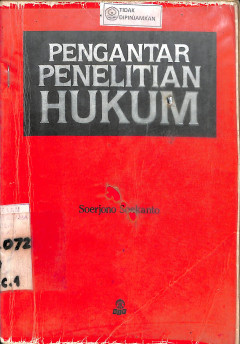 TIDAK
DIPINJAMKAN
PENGANTAR
PENELITIAN
HUKUM
Soerjono Soekanto
072
c.1